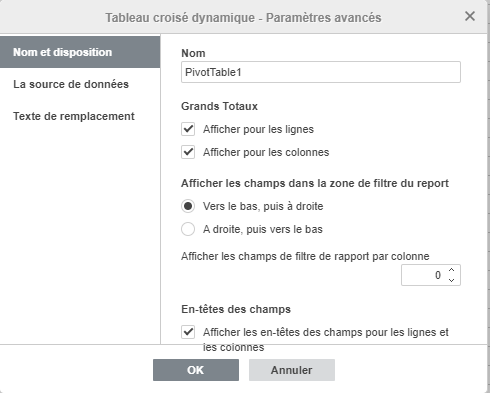 Tableau croisé dynamique - Paramètres avancés
Nom et disposition
La source de données
Texte de remplacement
Nom
PivotTable1
Grands Totaux
Afficher pour les lignes
Afficher pour les colonnes
Afficher les champs dans la zone de filtre du report
Vers le bas, puis à droite
A droite, puis vers le bas
Afficher les champs de filtre de rapport par colonne
0
En-têtes des champs
Afficher les en-têtes des champs pour les lignes et
les colonnes
OK
Annuler